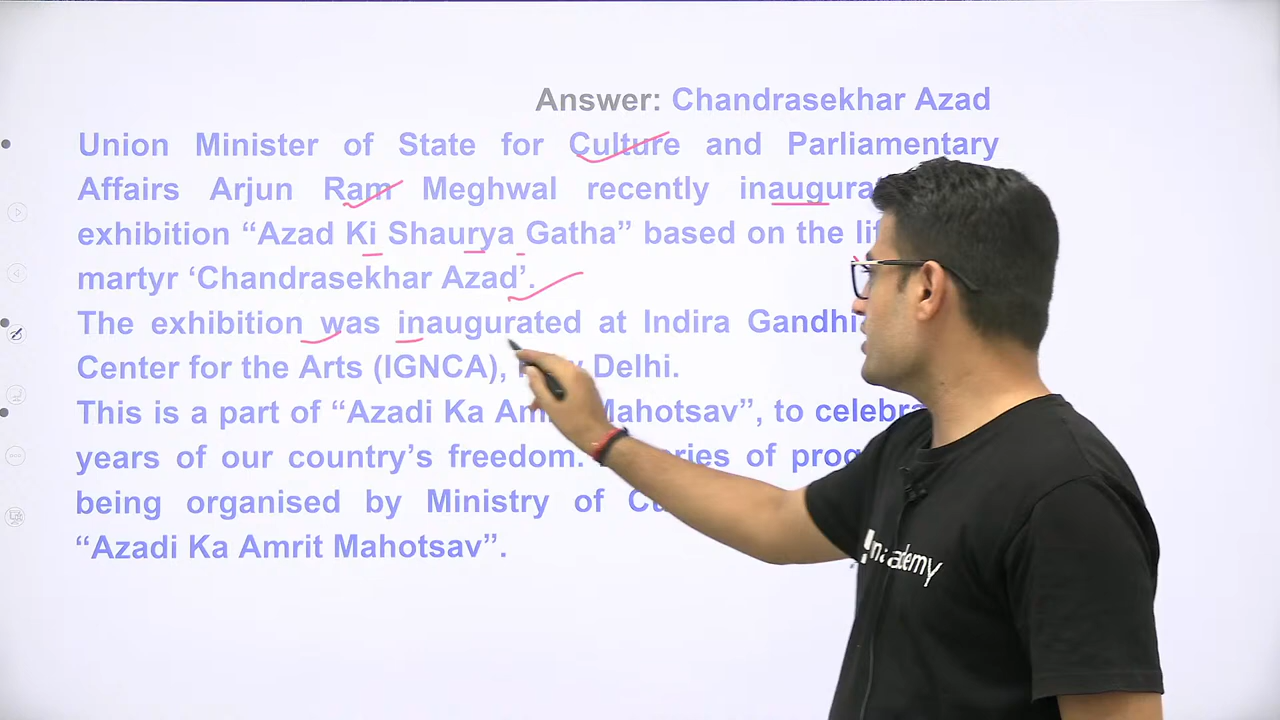 Answer: Chandrasekhar Azad
Union Minister of State for Culture and Parliamentary
Affairs Arjun Ram Meghwal recently
exhibition “Azad Ki Shaurya Gatha” based on the
martyr ‘Chandrasekhar Azad’.
The exhibition was inaugurated at Indira Gandhi
Center for the Arts (IGNCA), Delhi.
This is a part of “Azadi Ka Mahotsav”, to
years of our country’s freedom. of
being organised by Ministry of
“Azadi Ka Amrit Mahotsav”.